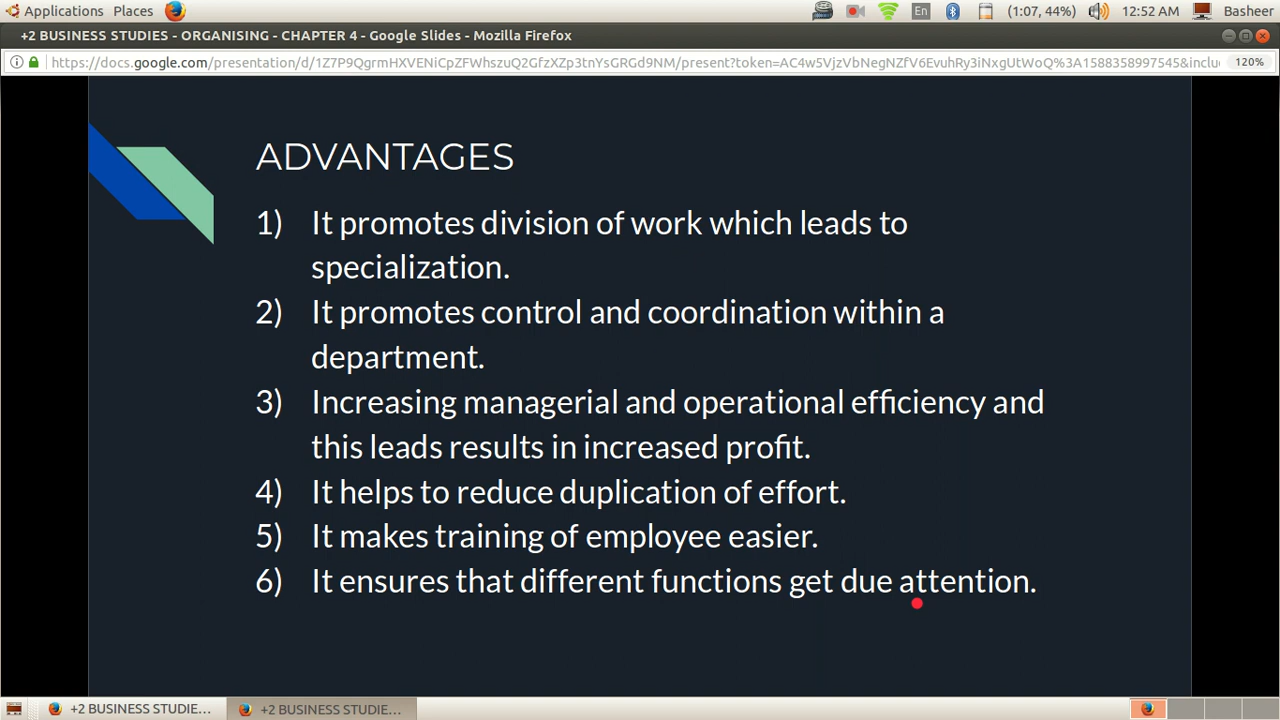 Applications Places En (1:07, 44%) 12:52 AM Basheer
+2 BUSINESS STUDIES - ORGANISING - CHAPTER 4 - Google Slides - Mozilla Firefox
https://docs.google.com/presentation/d/1Z7P9QgrmHXVENiCpZFWhszuQ2GfzXZp3tnYsGRGd9NM/present?token=AC4w5VjzVbNegNZfV6EvuhRy3iNxgUtWoQ%3A1588358997545&inclu 120%
ADVANTAGES
1) It promotes division of work which leads to
specialization.
2) It promotes control and coordination within a
department.
3) Increasing managerial and operational efficiency and
this leads results in increased profit.
4) It helps to reduce duplication of effort.
5) It makes training of employee easier.
6) It ensures that different functions get due attention.
+2 BUSINESS STUDIE... +2 BUSINESS STUDIE...